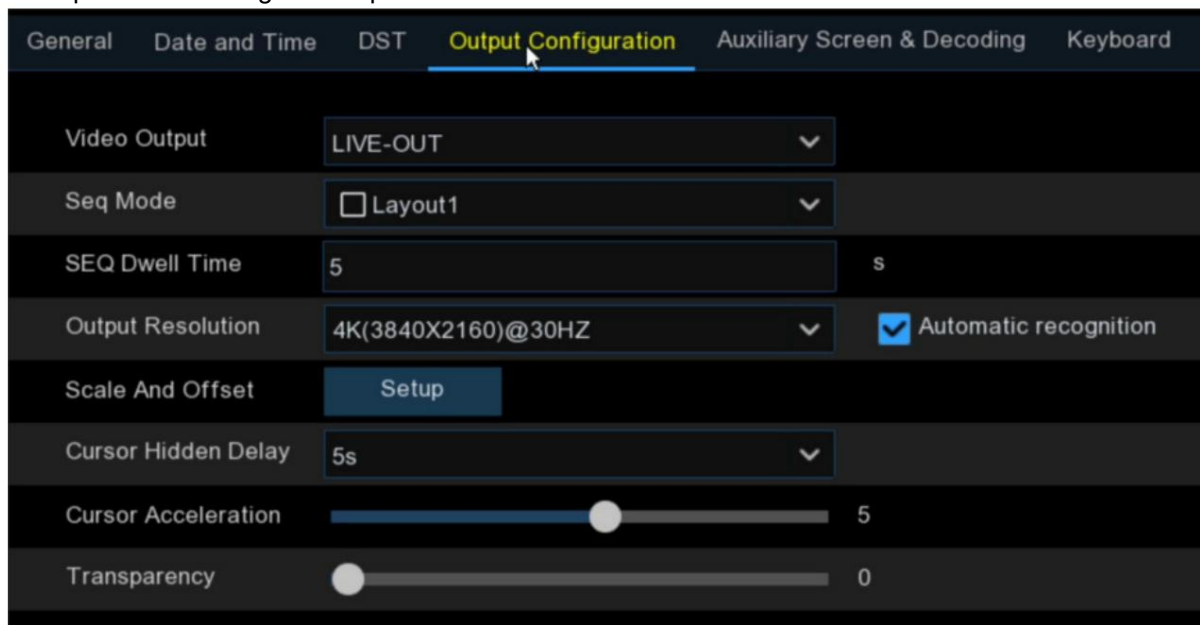 General Date and Time DST Output Configuration Auxiliary Screen & Decoding Keyboard
Video Output LIVE-OUT
Seq Mode Layout1
SEQ Dwell Time 5 s
Output Resolution 4K(3840X2160)@30HZ Automatic recognition
Scale And Offset Setup
Cursor Hidden Delay 5s
Cursor Acceleration 5
Transparency 0